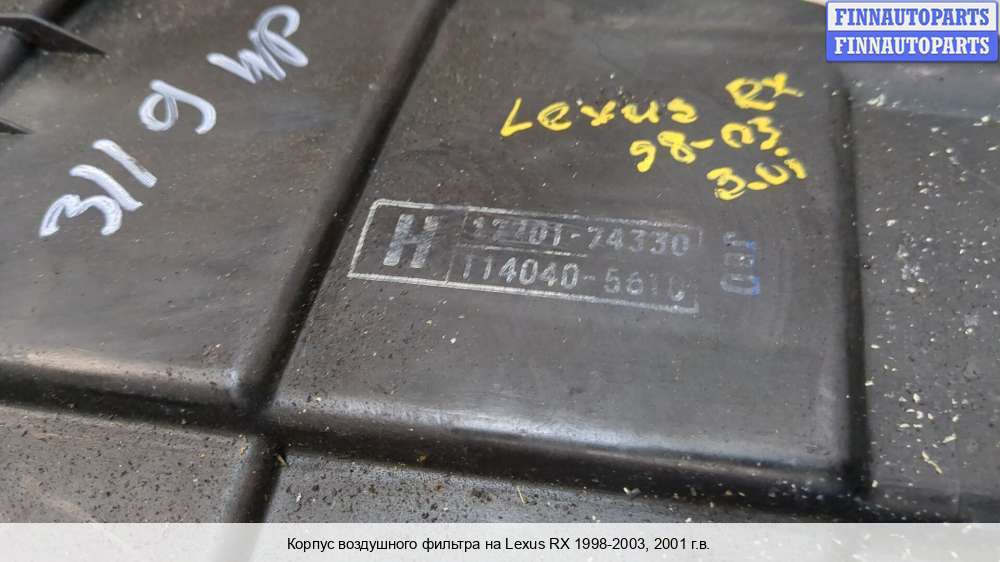 FINNAUTOPARTS
FINNAUTOPARTS
311 9
Lexus RX
98-03
3.0i
H
114040-5610
Корпус воздушного фильтра на Lexus RX 1998-2003, 2001 г.в.